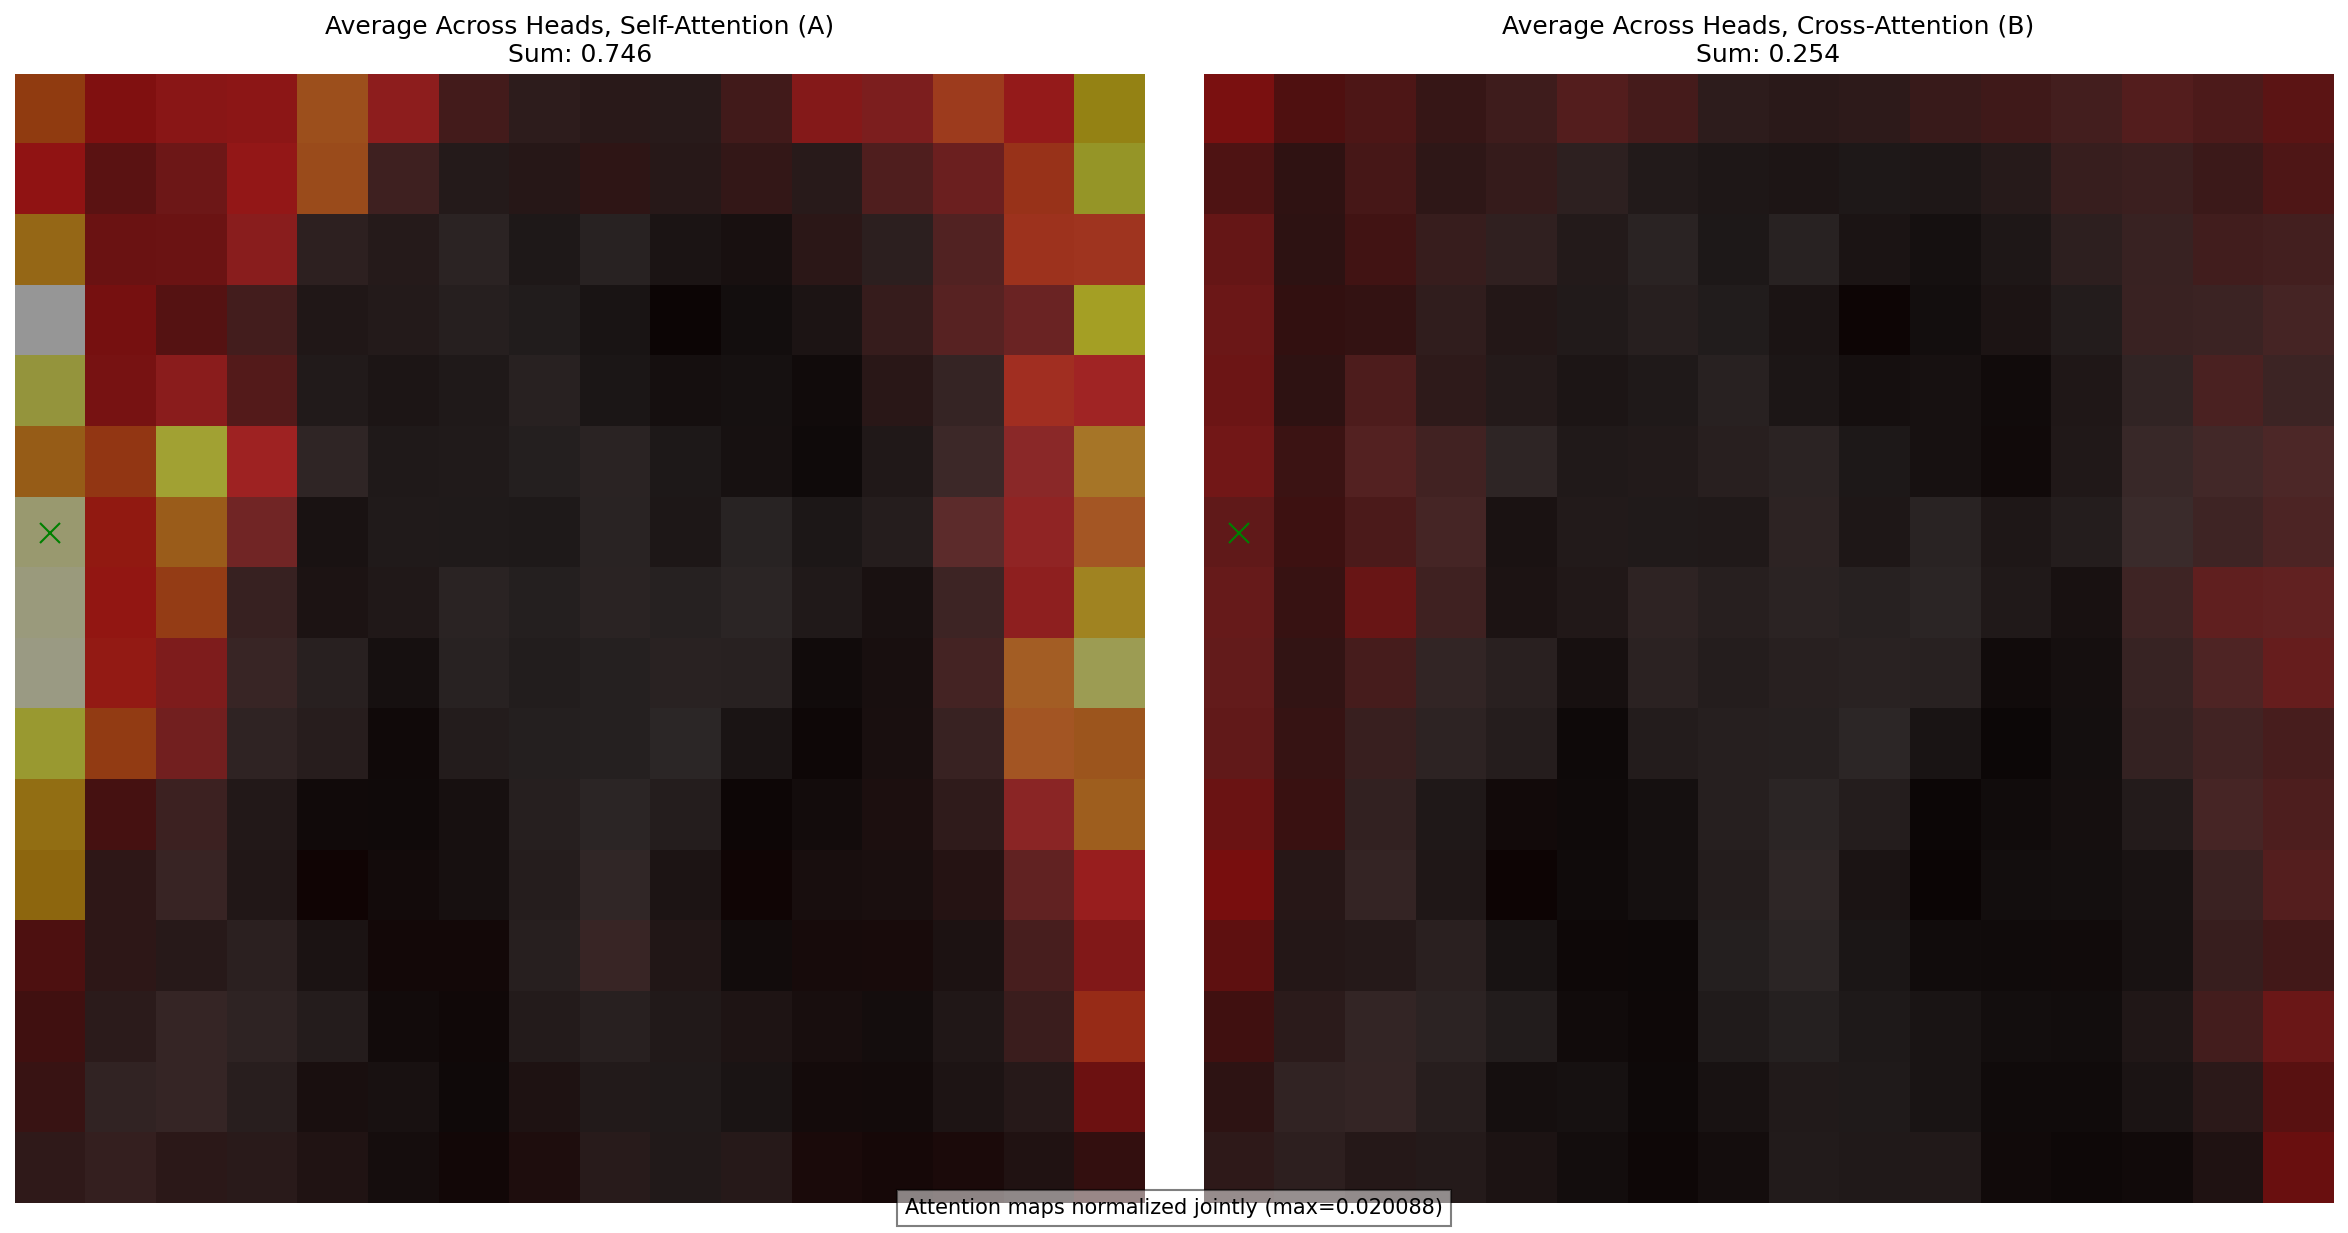 Average Across Heads, Self-Attention (A)
Sum: 0.746
Average Across Heads, Cross-Attention (B)
Sum: 0.254
Attention maps normalized jointly (max=0.020088)